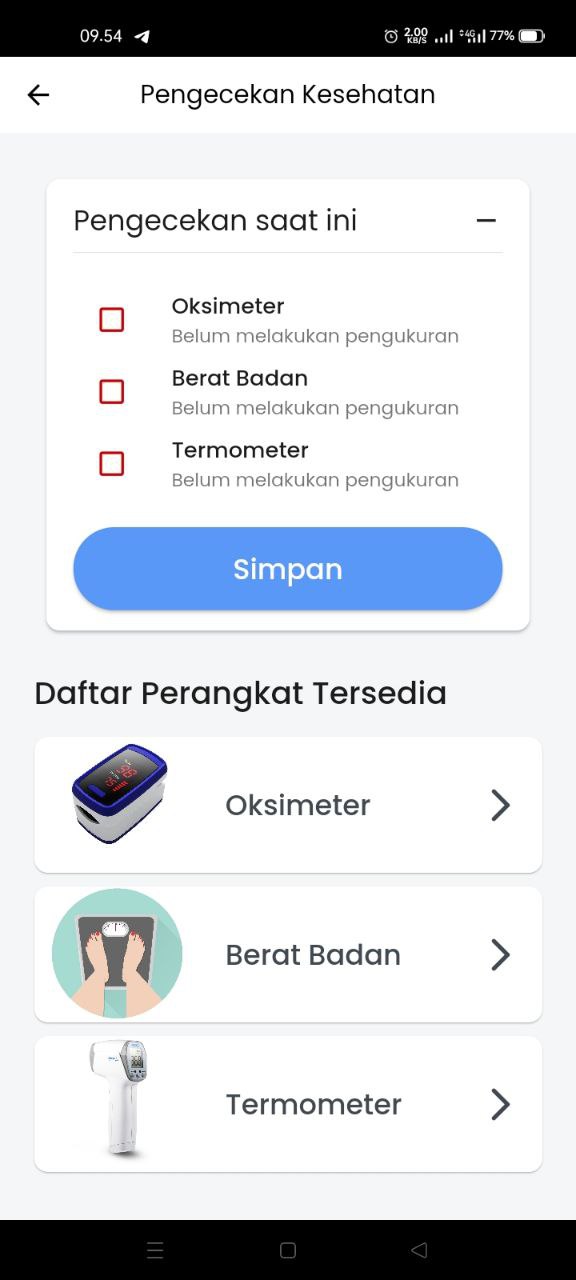 09.54
2.00 KB/S 4G 77%
Pengecekan Kesehatan
Pengecekan saat ini
Oksimeter
Belum melakukan pengukuran
Berat Badan
Belum melakukan pengukuran
Termometer
Belum melakukan pengukuran
Simpan
Daftar Perangkat Tersedia
Oksimeter
Berat Badan
Termometer